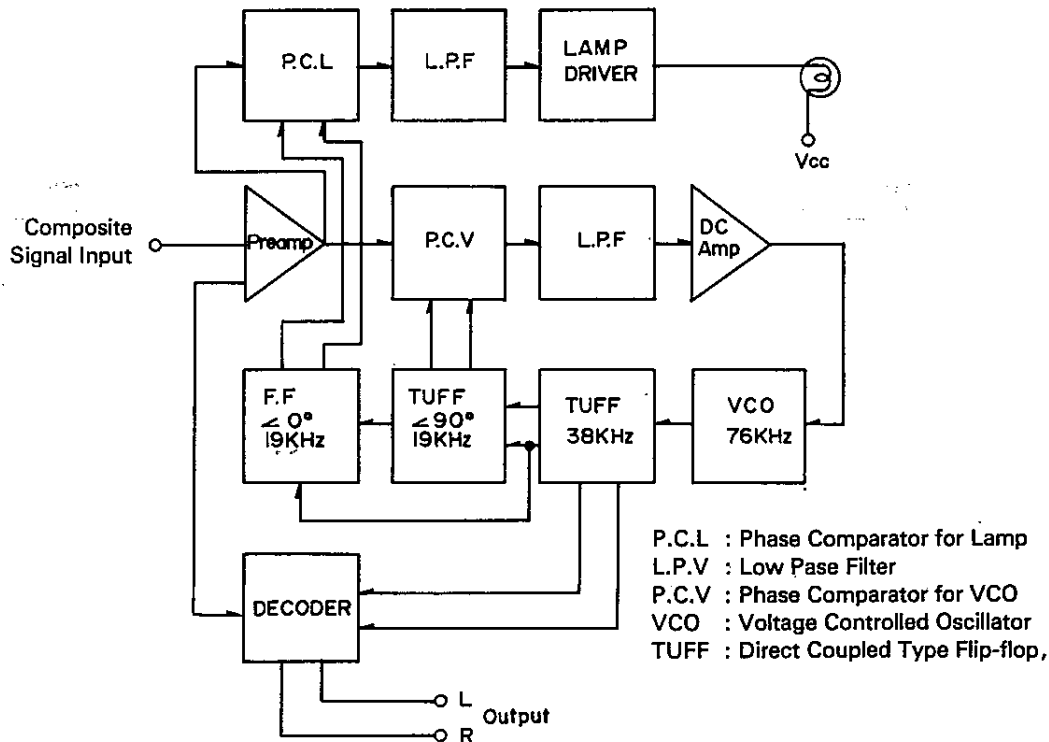 P.C.L
L.P.F
LAMP
DRIVER
Vcc
Composite
Signal Input
Preamp
P.C.V
L.P.F
DC
Amp
F.F
∠0°
19KHz
TUFF
∠90°
19KHz
TUFF
38KHz
VCO
76KHz
DECODER
L
Output
R
P.C.L : Phase Comparator for Lamp
L.P.V : Low Pase Filter
P.C.V : Phase Comparator for VCO
VCO : Voltage Controlled Oscillator
TUFF : Direct Coupled Type Flip-flop,